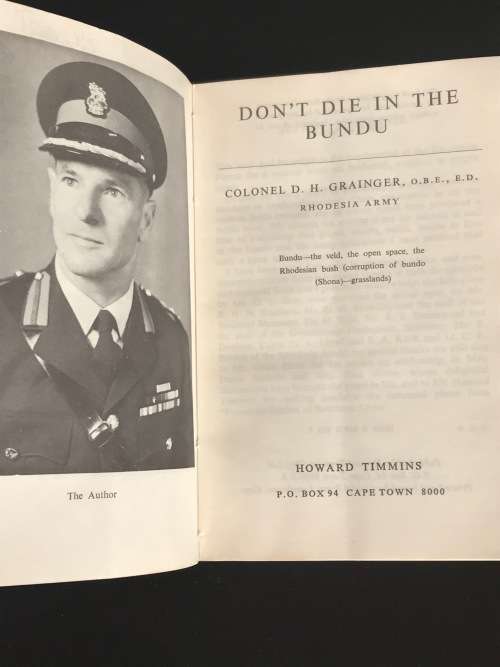 The Author
DON'T DIE IN THE
BUNDU
COLONEL D. H. GRAINGER, O.B.E., E.D.
RHODESIA ARMY
Bundu—the veld, the open space, the
Rhodesian bush (corruption of bundo
(Shona)—grasslands)
HOWARD TIMMINS
P.O. BOX 94 CAPE TOWN 8000